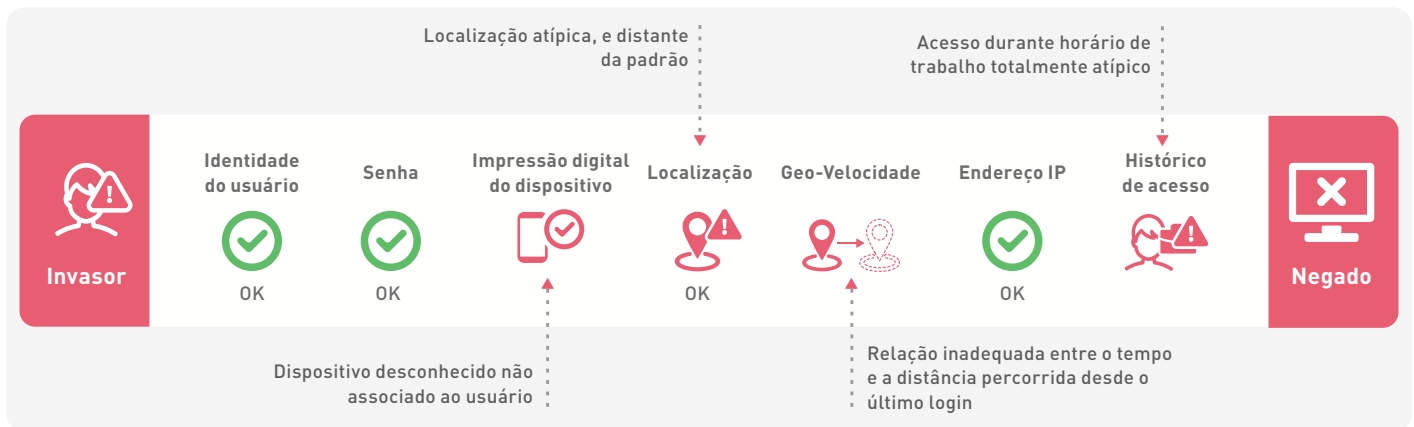 Localização atípica, e distante
da padrão
Acesso durante horário de
trabalho totalmente atípico
Invasor
Identidade
do usuário
OK
Senha
OK
Impressão digital
do dispositivo
Localização
OK
Geo-Velocidade
Endereço IP
OK
Histórico
de acesso
Negado
Dispositivo desconhecido não
associado ao usuário
Relação inadequada entre o tempo
e a distância percorrida desde o
último login